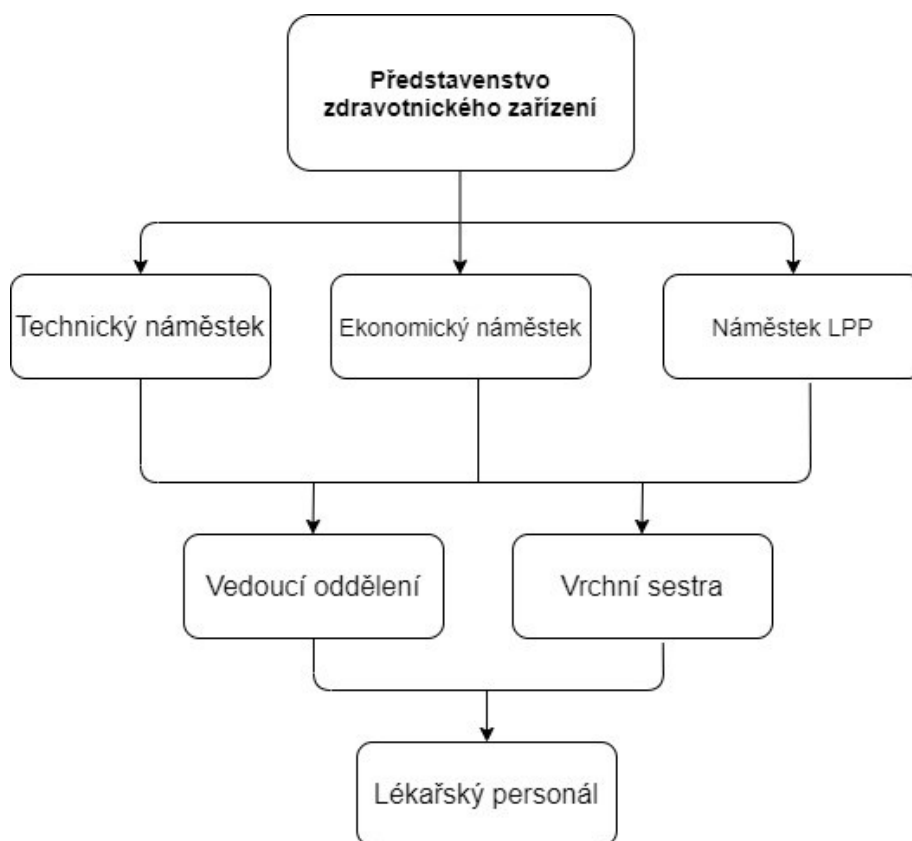 Představenstvo
zdravotnického zařízení
Technický náměstek
Ekonomický náměstek
Náměstek LPP
Vedoucí oddělení
Vrchní sestra
Lékařský personál